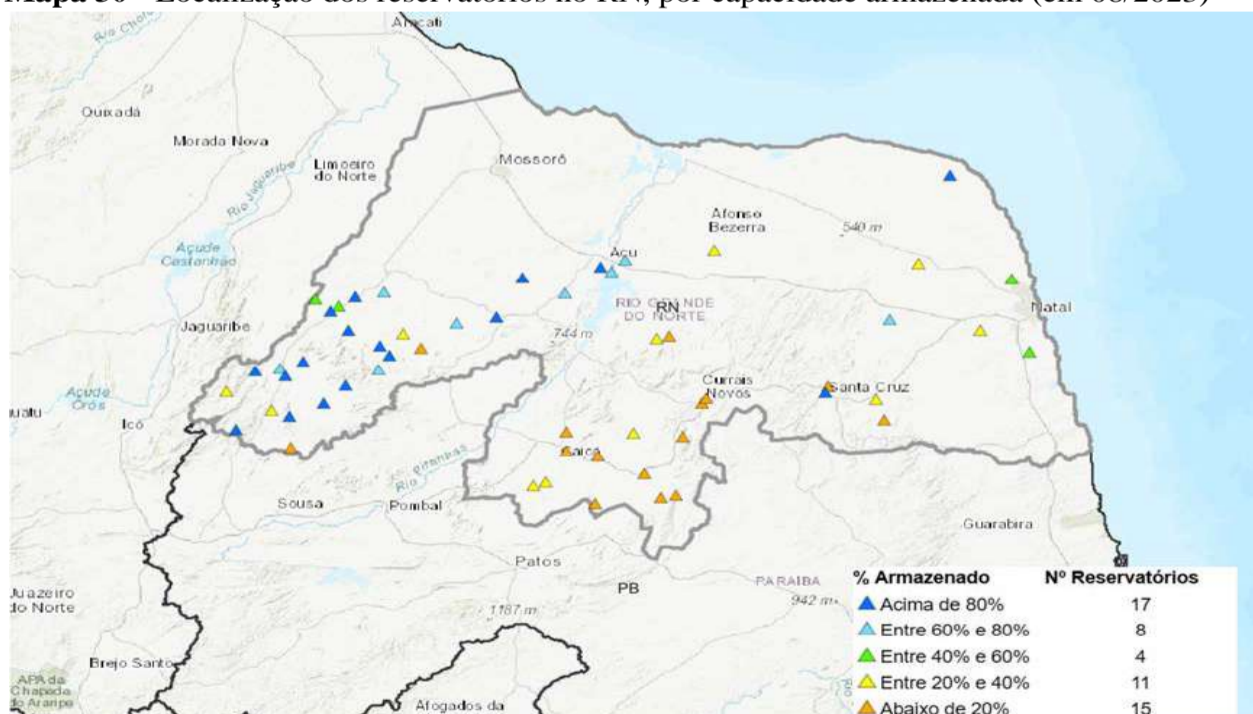 Mapa 30 - Localização dos reservatórios no RN, por capacidade armazenada (em 08/2023)
Rio Choró
Aracati
Quixadá
Morada Nova
Limoeiro
do Norte
Mossorô
Rio Jaguaribe
Afonso
Bezerra
540 m
Açude
Castanhão
Açu
RIO GRANDE
DO NORTE
RN
Natal
Jaguaribe
744 m
Currais
Novos
Santa Cruz
Açude
Orós
Icó
Caicó
Rio Piranhas
Sousa
Pombal
Guarabira
Patos
PB
PARAÍBA
942 m
Juazeiro
do Norte
1187 m
Brejo Santo
APA da
Chapada
do Araripe
Afogados da
% Armazenado Nº Reservatórios
Acima de 80% 17
Entre 60% e 80% 8
Entre 40% e 60% 4
Entre 20% e 40% 11
Abaixo de 20% 15